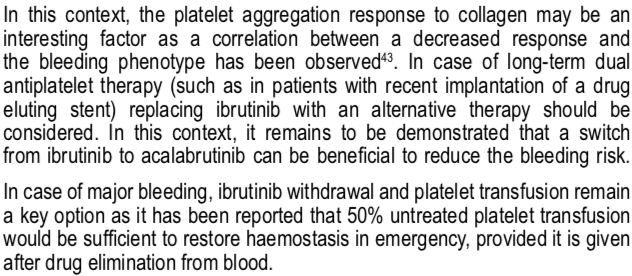 In this context, the platelet aggregation response to collagen may be an
interesting factor as a correlation between a decreased response and
the bleeding phenotype has been observed⁴³. In case of long-term dual
antiplatelet therapy (such as in patients with recent implantation of a drug
eluting stent) replacing ibrutinib with an alternative therapy should be
considered. In this context, it remains to be demonstrated that a switch
from ibrutinib to acalabrutinib can be beneficial to reduce the bleeding risk.
In case of major bleeding, ibrutinib withdrawal and platelet transfusion remain
a key option as it has been reported that 50% untreated platelet transfusion
would be sufficient to restore haemostasis in emergency, provided it is given
after drug elimination from blood.